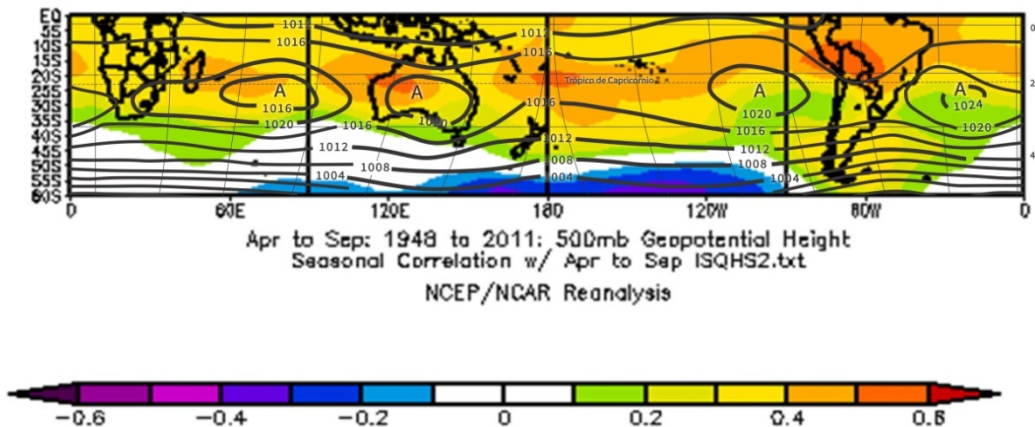 EQ
5S
10S
15S
20S
25S
30S
35S
40S
45S
50S
55S
60S
1012
1016
1012
1016
Trópico de Capricornio
0
2
4
A
A
A
A
1016
1020
1020
1016
1020
1024
1020
1016
1016
1012
1012
1012
1008
1008
1008
1004
1004
1004
0
60E
120E
180
120W
60W
0
Apr to Sep: 1948 to 2011: 500mb Geopotential Height
Seasonal Correlation w/ Apr to Sep ISQHS2.txt
NCEP/NCAR Reanalysis
-0.6
-0.4
-0.2
0
0.2
0.4
0.6